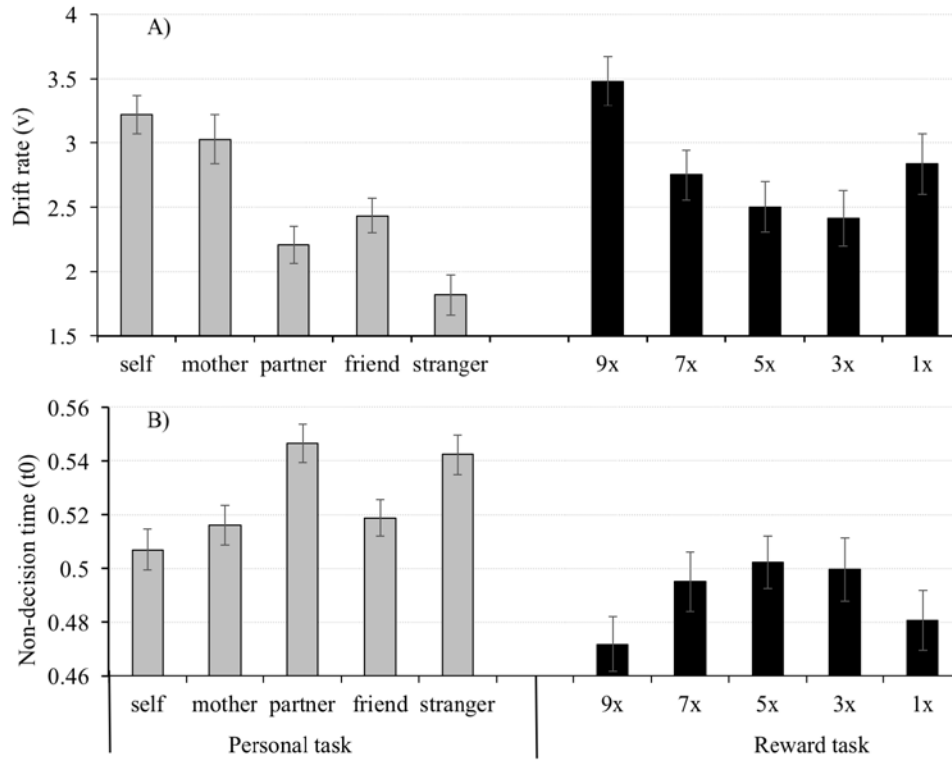 A)
Drift rate (v)
4
3.5
3
2.5
2
1.5
self mother partner friend stranger 9x 7x 5x 3x 1x
B)
Non-decision time (t0)
0.56
0.54
0.52
0.5
0.48
0.46
self mother partner friend stranger 9x 7x 5x 3x 1x
Personal task Reward task